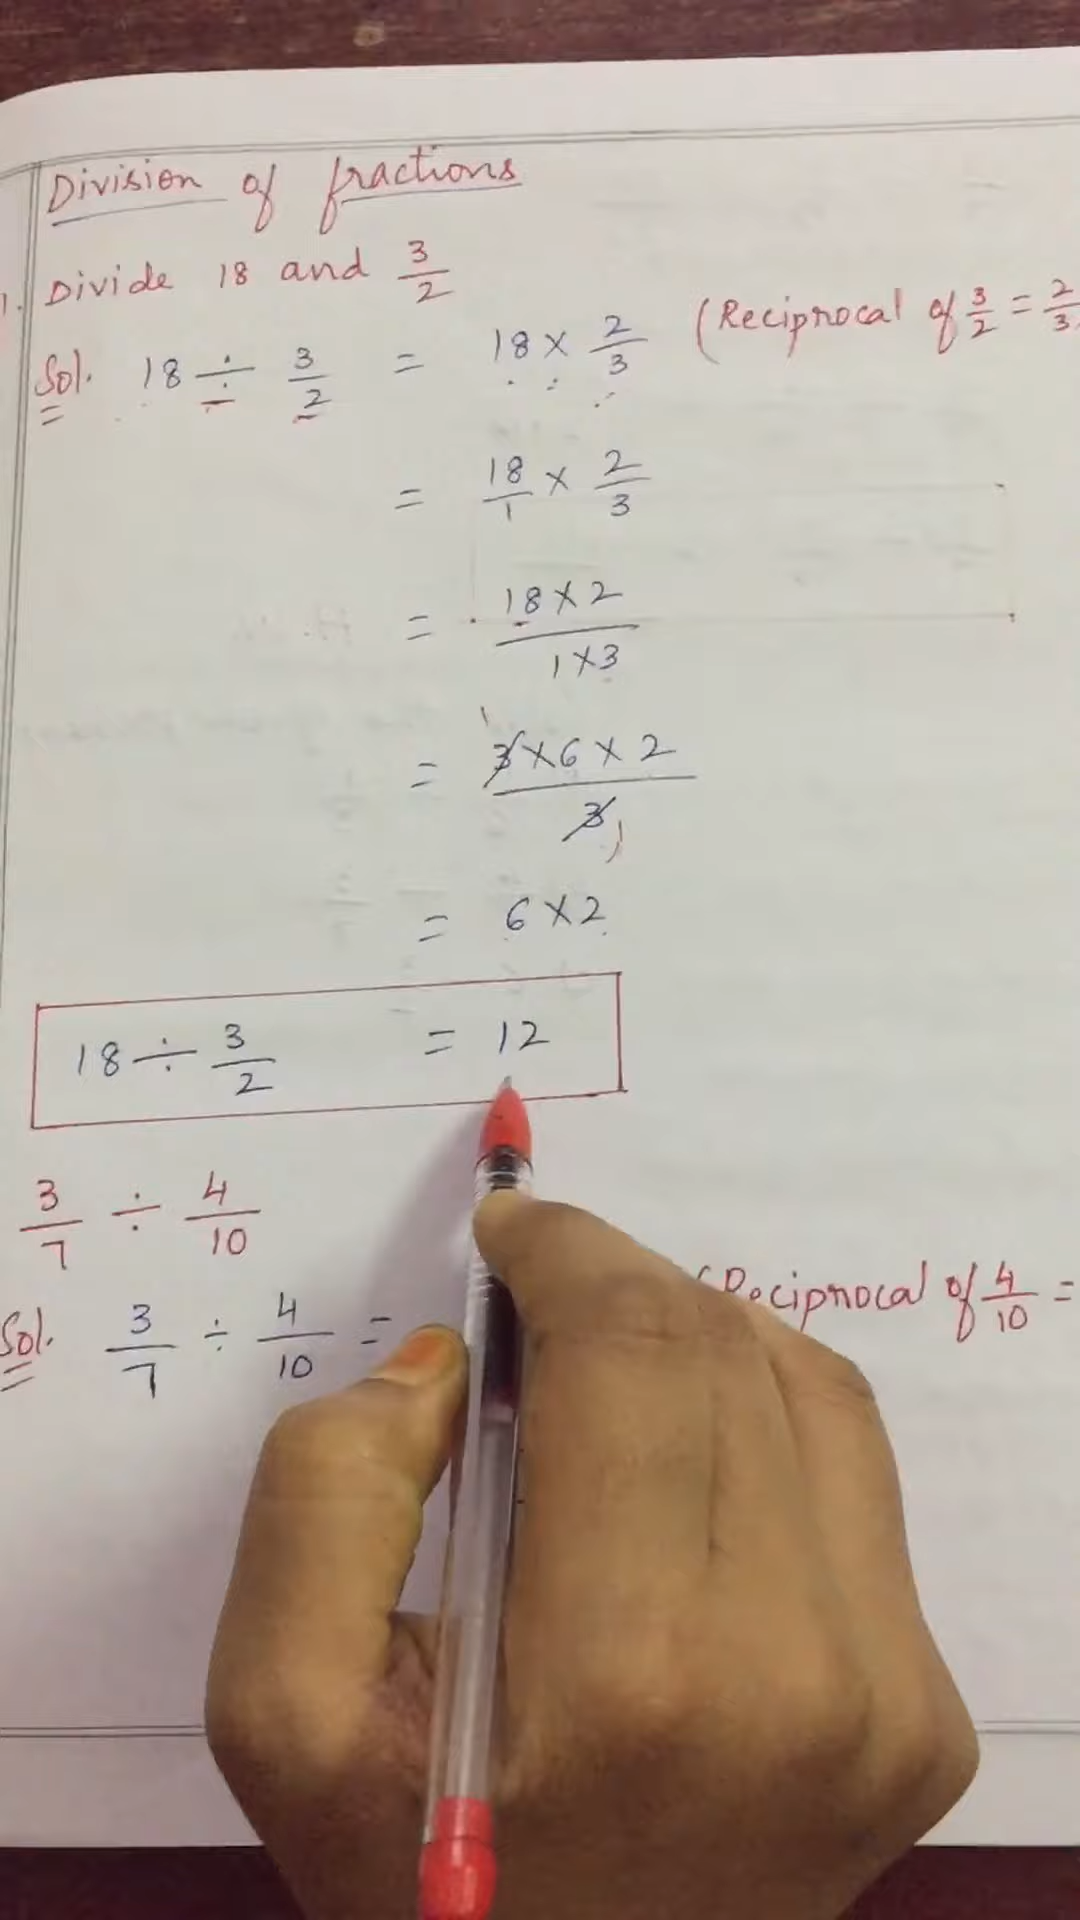 Division of fractions
1. Divide 18 and 3/2
Sol. 18 ÷ 3/2 = 18 × 2/3 (Reciprocal of 3/2 = 2/3
= 18/1 × 2/3
= 18 × 2 / 1 × 3
= 3 × 6 × 2 / 3
1 1
= 6 × 2
18 ÷ 3/2 = 12
3/7 ÷ 4/10
Sol. 3/7 ÷ 4/10 = (Reciprocal of 4/10 =